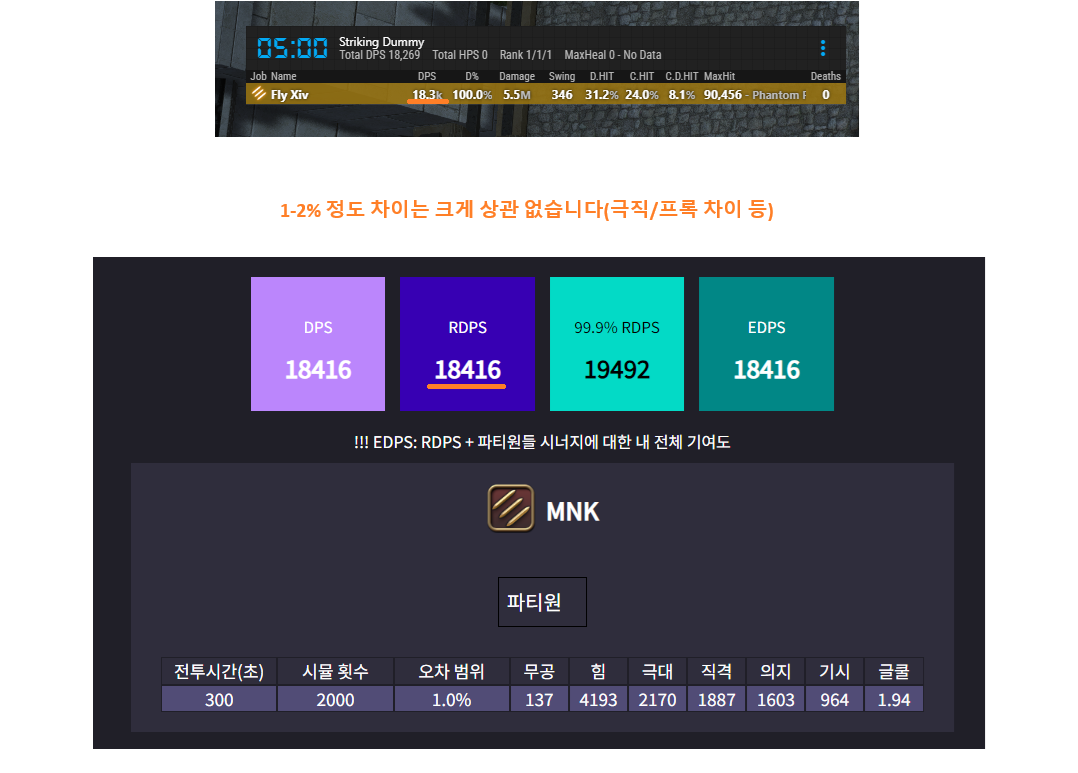 05:00 Striking Dummy
Total DPS 18,269 Total HPS 0 Rank 1/1/1 MaxHeal 0 - No Data
Job Name DPS D% Damage Swing D.HIT C.HIT C.D.HIT MaxHit Deaths
Fly Xiv 18.3k 100.0% 5.5M 346 31.2% 24.0% 8.1% 90,456 - Phantom 0
1-2% 정도 차이는 크게 상관 없습니다(극직/프록 차이 등)
DPS RDPS 99.9% RDPS EDPS
18416 18416 19492 18416
!!! EDPS: RDPS + 파티원들 시너지에 대한 내 전체 기여도
MNK
파티원
전투시간(초) 시뮬 횟수 오차 범위 무공 힘 극대 직격 의지 기시 글쿨
300 2000 1.0% 137 4193 2170 1887 1603 964 1.94